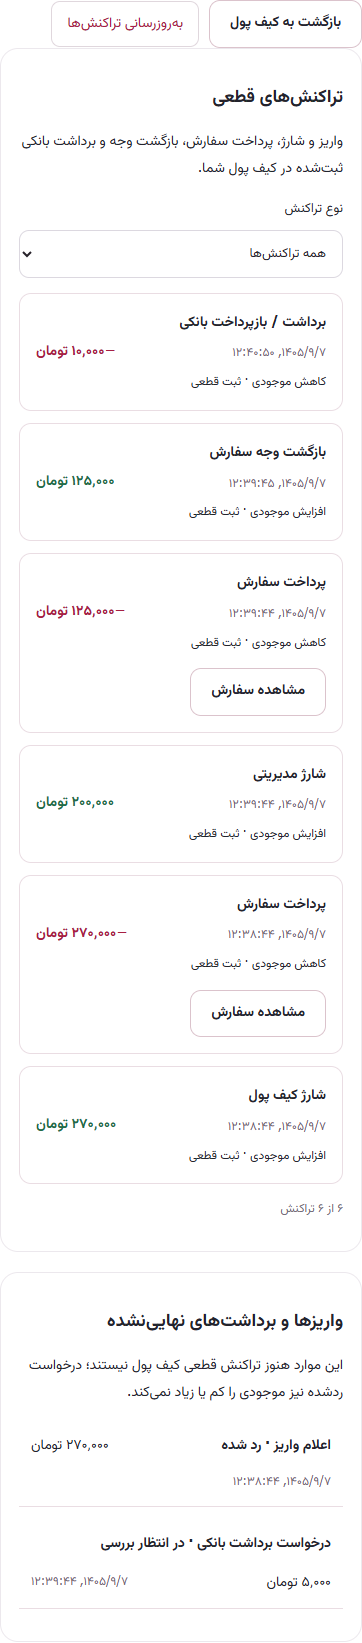 بازگشت به کیف پول
به‌روزرسانی تراکنش‌ها
تراکنش‌های قطعی
واریز و شارژ، پرداخت سفارش، بازگشت وجه و برداشت بانکی
ثبت‌شده در کیف پول شما.
نوع تراکنش
همه تراکنش‌ها
برداشت / بازپرداخت بانکی
۱۴۰۵/۹/۷, ۱۲:۴۰:۵۰
کاهش موجودی · ثبت قطعی
−۱۰,۰۰۰ تومان
بازگشت وجه سفارش
۱۴۰۵/۹/۷, ۱۲:۳۹:۴۵
افزایش موجودی · ثبت قطعی
۱۲۵,۰۰۰ تومان
پرداخت سفارش
۱۴۰۵/۹/۷, ۱۲:۳۹:۴۴
کاهش موجودی · ثبت قطعی
−۱۲۵,۰۰۰ تومان
مشاهده سفارش
شارژ مدیریتی
۱۴۰۵/۹/۷, ۱۲:۳۹:۴۴
افزایش موجودی · ثبت قطعی
۲۰۰,۰۰۰ تومان
پرداخت سفارش
۱۴۰۵/۹/۷, ۱۲:۳۸:۴۴
کاهش موجودی · ثبت قطعی
−۲۷۰,۰۰۰ تومان
مشاهده سفارش
شارژ کیف پول
۱۴۰۵/۹/۷, ۱۲:۳۸:۴۴
افزایش موجودی · ثبت قطعی
۲۷۰,۰۰۰ تومان
۶ از ۶ تراکنش
واریزها و برداشت‌های نهایی‌نشده
این موارد هنوز تراکنش قطعی کیف پول نیستند؛ درخواست
ردشده نیز موجودی را کم یا زیاد نمی‌کند.
اعلام واریز · رد شده
۲۷۰,۰۰۰ تومان
۱۴۰۵/۹/۷, ۱۲:۳۸:۴۴
درخواست برداشت بانکی · در انتظار بررسی
۵,۰۰۰ تومان
۱۴۰۵/۹/۷, ۱۲:۳۹:۴۴